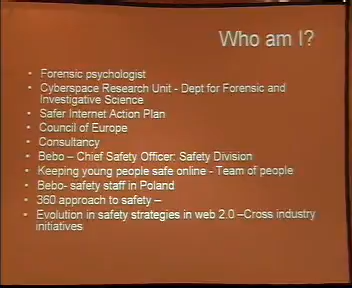 Who am I?
• Forensic psychologist
• Cyberspace Research Unit - Dept for Forensic and
Investigative Science
• Safer Internet Action Plan
• Council of Europe
• Consultancy
• Bebo – Chief Safety Officer: Safety Division
• Keeping young people safe online - Team of people
• Bebo- safety staff in Poland
• 360 approach to safety –
• Evolution in safety strategies in web 2.0 –Cross industry
initiatives